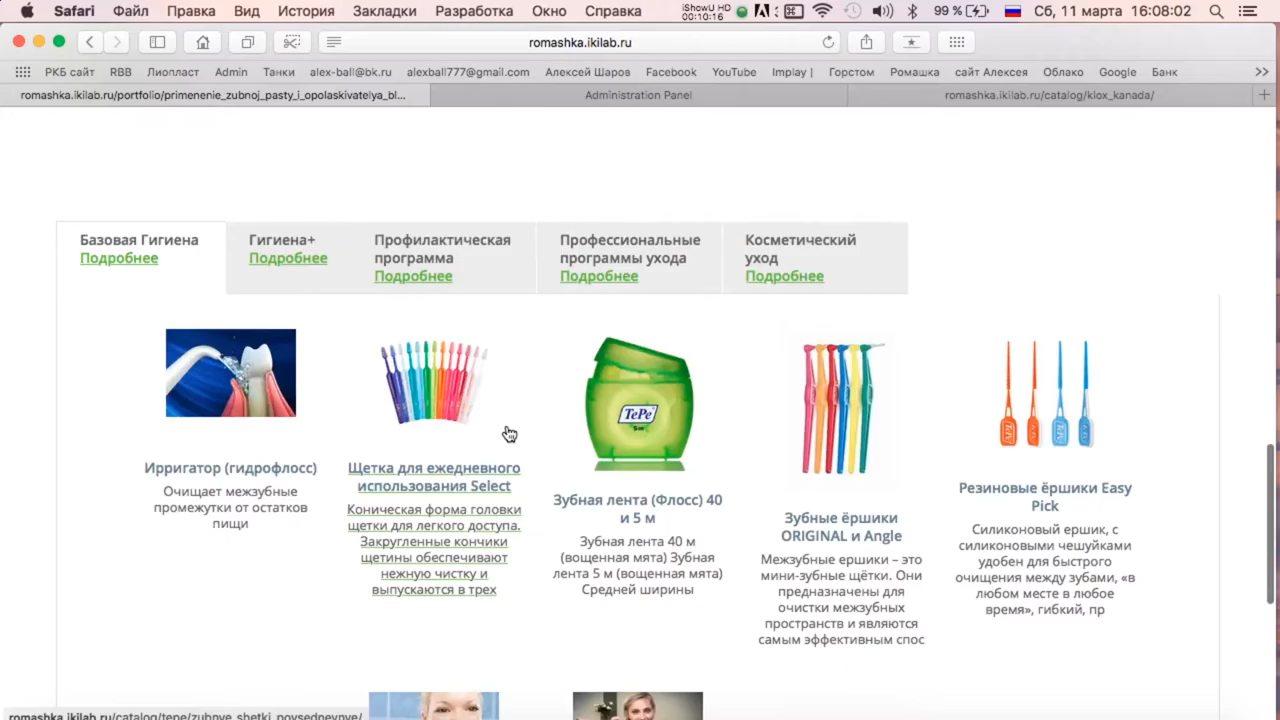 Safari Файл Правка Вид История Закладки Разработка Окно Справка iShowU HD 00:10:16 99 % Сб, 11 марта 16:08:02
romashka.ikilab.ru
РКБ сайт RBB Лиопласт Admin Танки alex-ball@bk.ru alexball777@gmail.com Алексей Шаров Facebook YouTube Implay | Горстом Ромашка сайт Алексея Облако Google Банк
romashka.ikilab.ru/portfolio/primenenie_zubnoj_pasty_i_opolaskivatelya_bl... Administration Panel romashka.ikilab.ru/catalog/klox_kanada/
Базовая Гигиена
Подробнее
Гигиена+
Подробнее
Профилактическая
программа
Подробнее
Профессиональные
программы ухода
Подробнее
Косметический
уход
Подробнее
Ирригатор (гидрофлосс)
Очищает межзубные
промежутки от остатков
пищи
Щетка для ежедневного
использования Select
Коническая форма головки
щетки для легкого доступа.
Закругленные кончики
щетины обеспечивают
нежную чистку и
выпускаются в трех
TePe
Зубная лента (Флосс) 40
и 5 м
Зубная лента 40 м
(вощенная мята) Зубная
лента 5 м (вощенная мята)
Средней ширины
Зубные ёршики
ORIGINAL и Angle
Межзубные ершики – это
мини-зубные щётки. Они
предназначены для
очистки межзубных
пространств и являются
самым эффективным спос
Резиновые ёршики Easy
Pick
Силиконовый ершик, с
силиконовыми чешуйками
удобен для быстрого
очищения между зубами, «в
любом месте в любое
время», гибкий, пр
romashka.ikilab.ru/catalog/tepe/zubnye_shetki_povsednevnye/